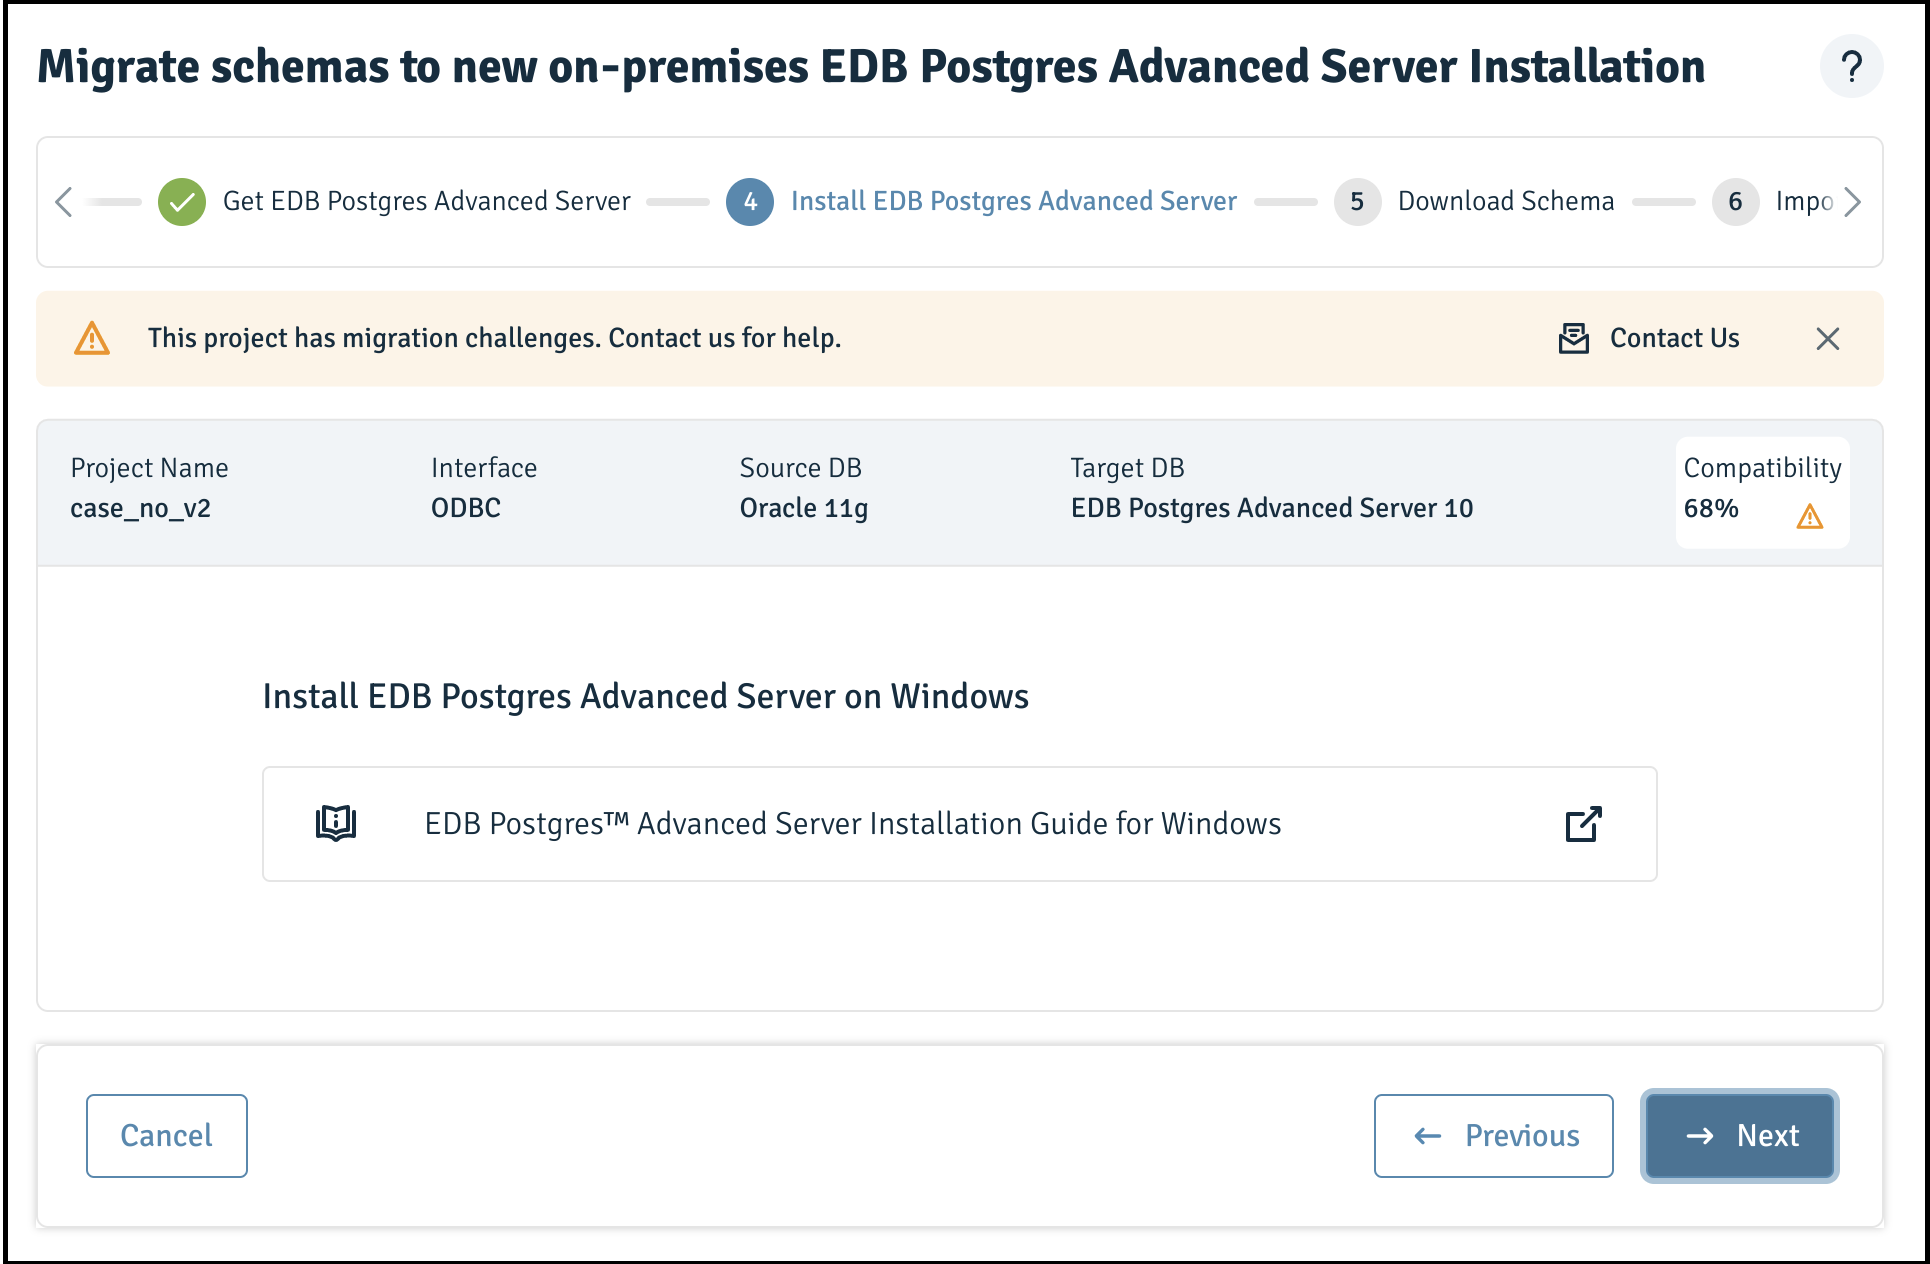 Migrate schemas to new on-premises EDB Postgres Advanced Server Installation
?
Get EDB Postgres Advanced Server
4 Install EDB Postgres Advanced Server
5 Download Schema
6 Impo
This project has migration challenges. Contact us for help.
Contact Us
Project Name
case_no_v2
Interface
ODBC
Source DB
Oracle 11g
Target DB
EDB Postgres Advanced Server 10
Compatibility
68%
Install EDB Postgres Advanced Server on Windows
EDB Postgres™ Advanced Server Installation Guide for Windows
Cancel
Previous
Next